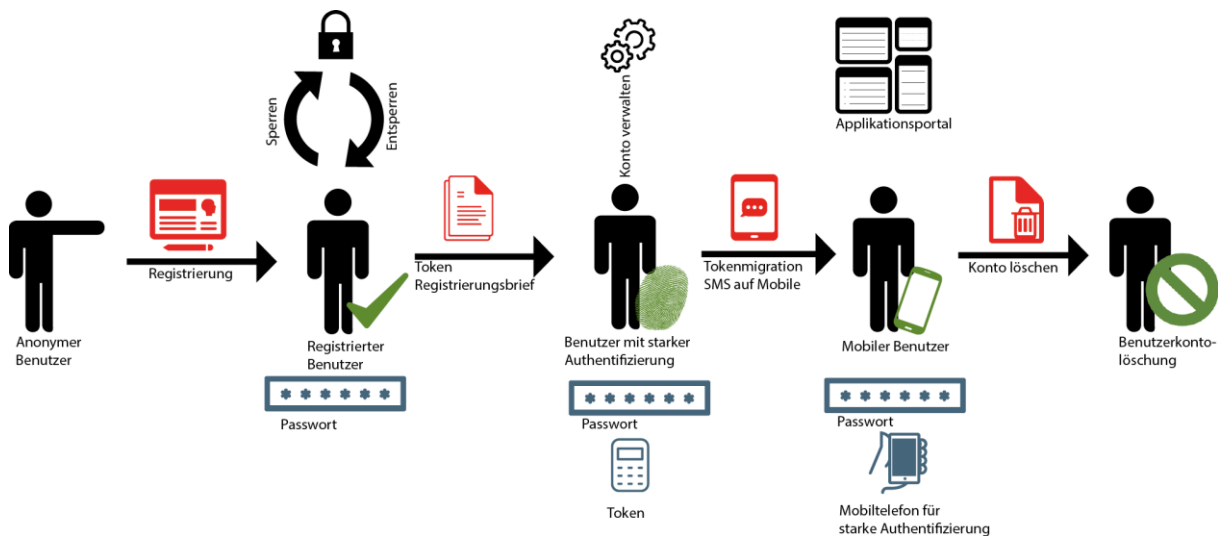 Sperren
Entsperren
Konto verwalten
Applikationsportal
Registrierung
Token
Registrierungsbrief
Tokenmigration
SMS auf Mobile
Konto löschen
Anonymer
Benutzer
Registrierter
Benutzer
Benutzer mit starker
Authentifizierung
Mobiler Benutzer
Benutzerkonto-
löschung
******
Passwort
******
Passwort
******
Passwort
Token
Mobiltelefon für
starke Authentifizierung